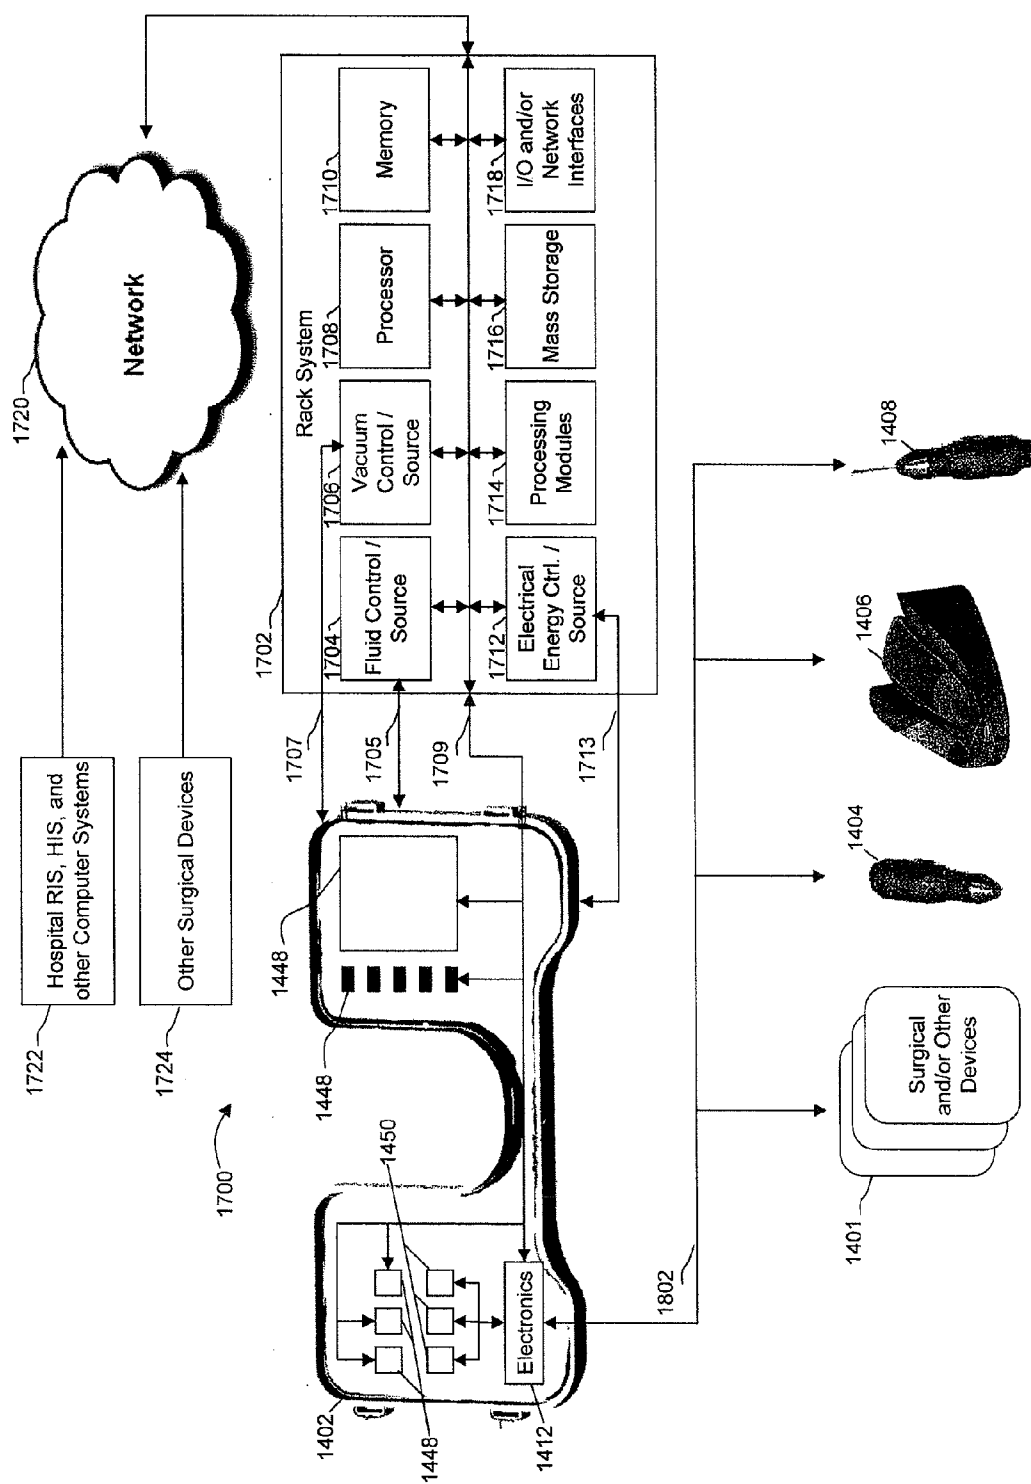 Hospital RIS, HIS, and
other Computer Systems
1722
Other Surgical Devices
1724
1720
Network
1700
1702
Rack System
1704
Fluid Control /
Source
1706
Vacuum
Control /
Source
1708
Processor
1710
Memory
1712
Electrical
Energy Ctrl. /
Source
1714
Processing
Modules
1716
Mass Storage
1718
I/O and/or
Network
Interfaces
1707
1705
1709
1713
1402
1448
1450
1448
1448
1412
Electronics
1802
1401
Surgical
and/or Other
Devices
1404
1406
1408